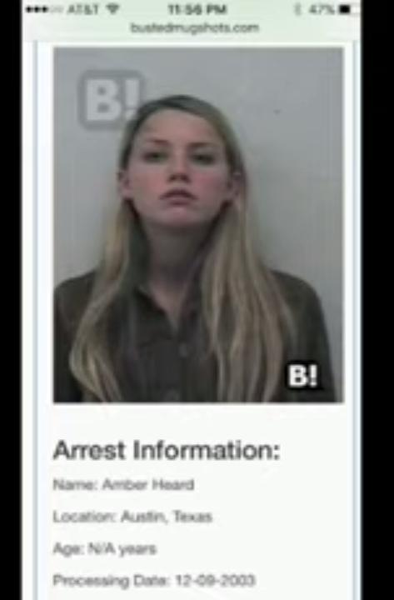 AT&T 11:56 PM 47%
bustedmugshots.com
B!
B!
Arrest Information:
Name: Amber Heard
Location: Austin, Texas
Age: N/A years
Processing Date: 12-09-2003